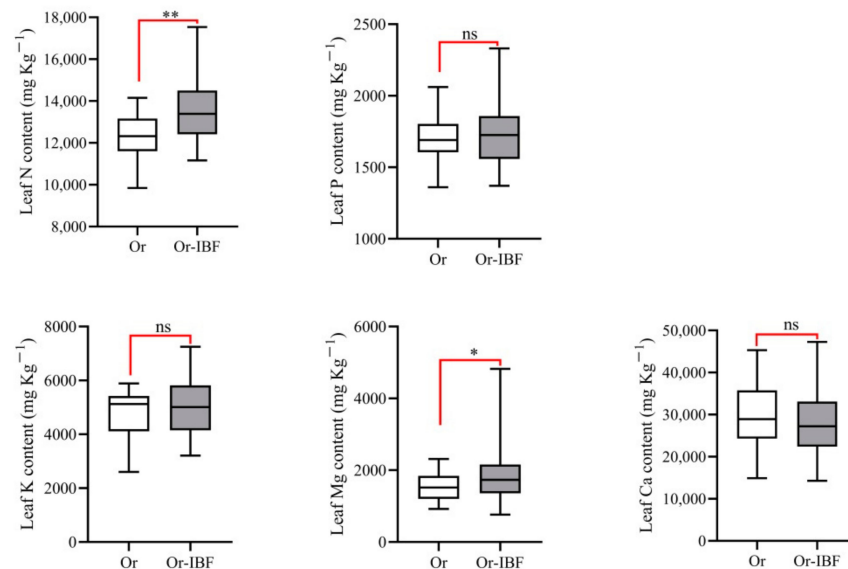 Leaf N content (mg Kg⁻¹)
18,000
16,000
14,000
12,000
10,000
8,000
**
Or
Or-IBF
Leaf P content (mg Kg⁻¹)
2500
2000
1500
1000
ns
Or
Or-IBF
Leaf K content (mg Kg⁻¹)
8000
6000
4000
2000
0
ns
Or
Or-IBF
Leaf Mg content (mg Kg⁻¹)
6000
4000
2000
0
*
Or
Or-IBF
Leaf Ca content (mg Kg⁻¹)
50,000
40,000
30,000
20,000
10,000
0
ns
Or
Or-IBF